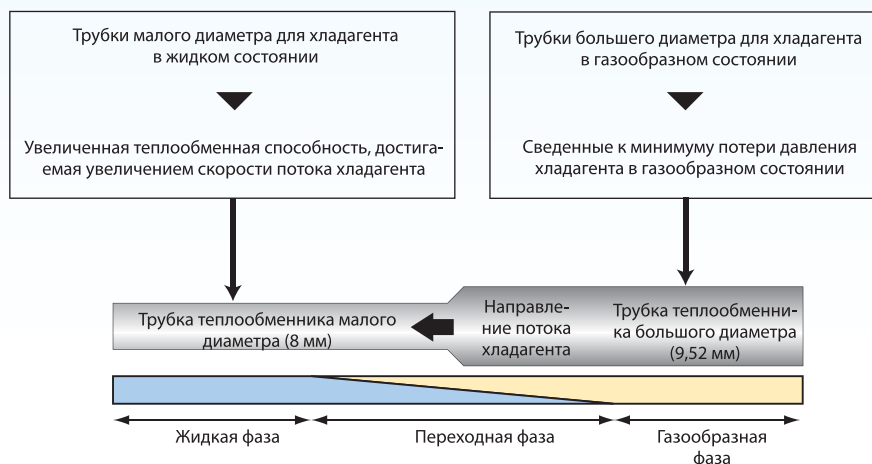 Трубки малого диаметра для хладагента
в жидком состоянии
Увеличенная теплообменная способность, достига-
емая увеличением скорости потока хладагента
Трубки большего диаметра для хладагента
в газообразном состоянии
Сведенные к минимуму потери давления
хладагента в газообразном состоянии
Трубка теплообменника малого
диаметра (8 мм)
Направле-
ние потока
хладагента
Трубка теплообменни-
ка большого диаметра
(9,52 мм)
Жидкая фаза
Переходная фаза
Газообразная
фаза